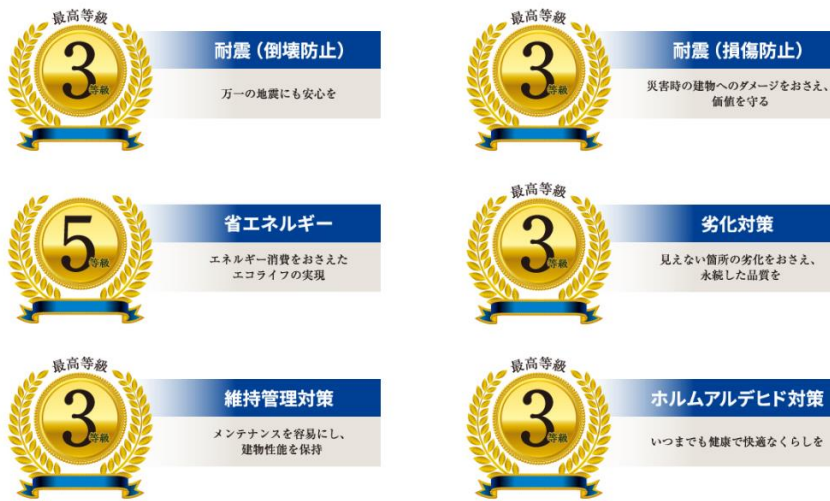 最高等級
3
等級
耐震（倒壊防止）
万一の地震にも安心を
最高等級
3
等級
耐震（損傷防止）
災害時の建物へのダメージをおさえ、
価値を守る
5
等級
省エネルギー
エネルギー消費をおさえた
エコライフの実現
最高等級
3
等級
劣化対策
見えない箇所の劣化をおさえ、
永続した品質を
最高等級
3
等級
維持管理対策
メンテナンスを容易にし、
建物性能を保持
最高等級
3
等級
ホルムアルデヒド対策
いつまでも健康で快適なくらしを